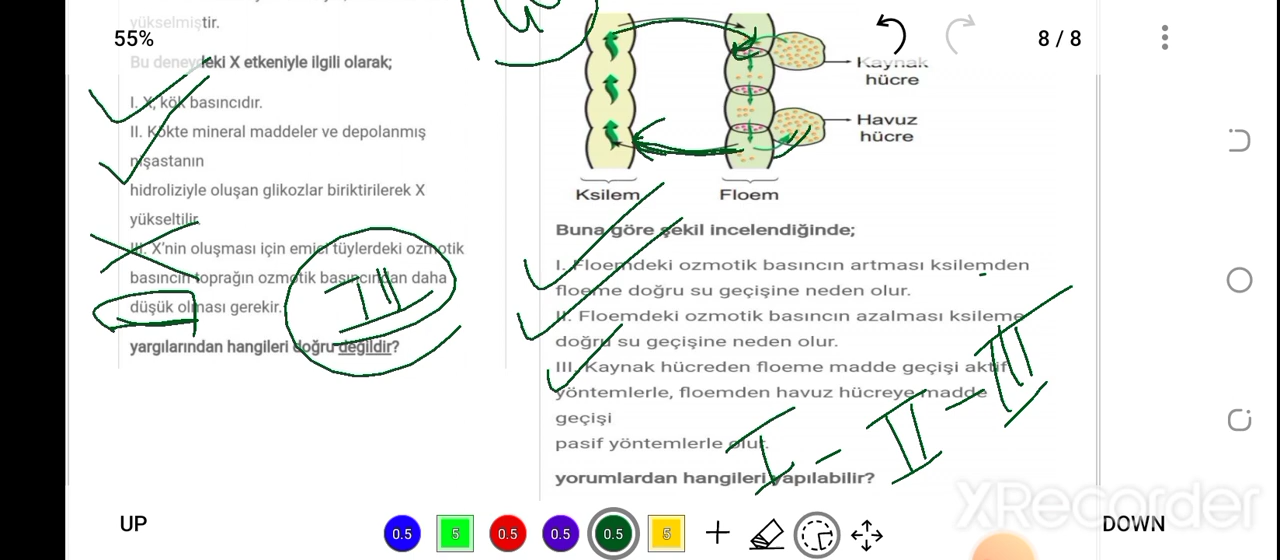 yükselmiştir.
55%
8 / 8
Bu deneydeki X etkeniyle ilgili olarak;
I. X, kök basıncıdır.
II. Kökte mineral maddeler ve depolanmış
nişastanın
hidroliziyle oluşan glikozlar biriktirilerek X
yükseltilir.
III. X'nin oluşması için emici tüylerdeki ozmotik
basıncın toprağın ozmotik basıncından daha
düşük olması gerekir.
yargılarından hangileri doğru değildir?
Kaynak
hücre
Havuz
hücre
Ksilem
Floem
Buna göre şekil incelendiğinde;
I. Floemdeki ozmotik basıncın artması ksilemden
floeme doğru su geçişine neden olur.
II. Floemdeki ozmotik basıncın azalması ksileme
doğru su geçişine neden olur.
III. Kaynak hücreden floeme madde geçişi aktif
yöntemlerle, floemden havuz hücreye madde
geçişi
pasif yöntemlerle olur.
I - II - III
yorumlardan hangileri yapılabilir?
XRecorder
UP
0.5
5
0.5
0.5
0.5
5
DOWN